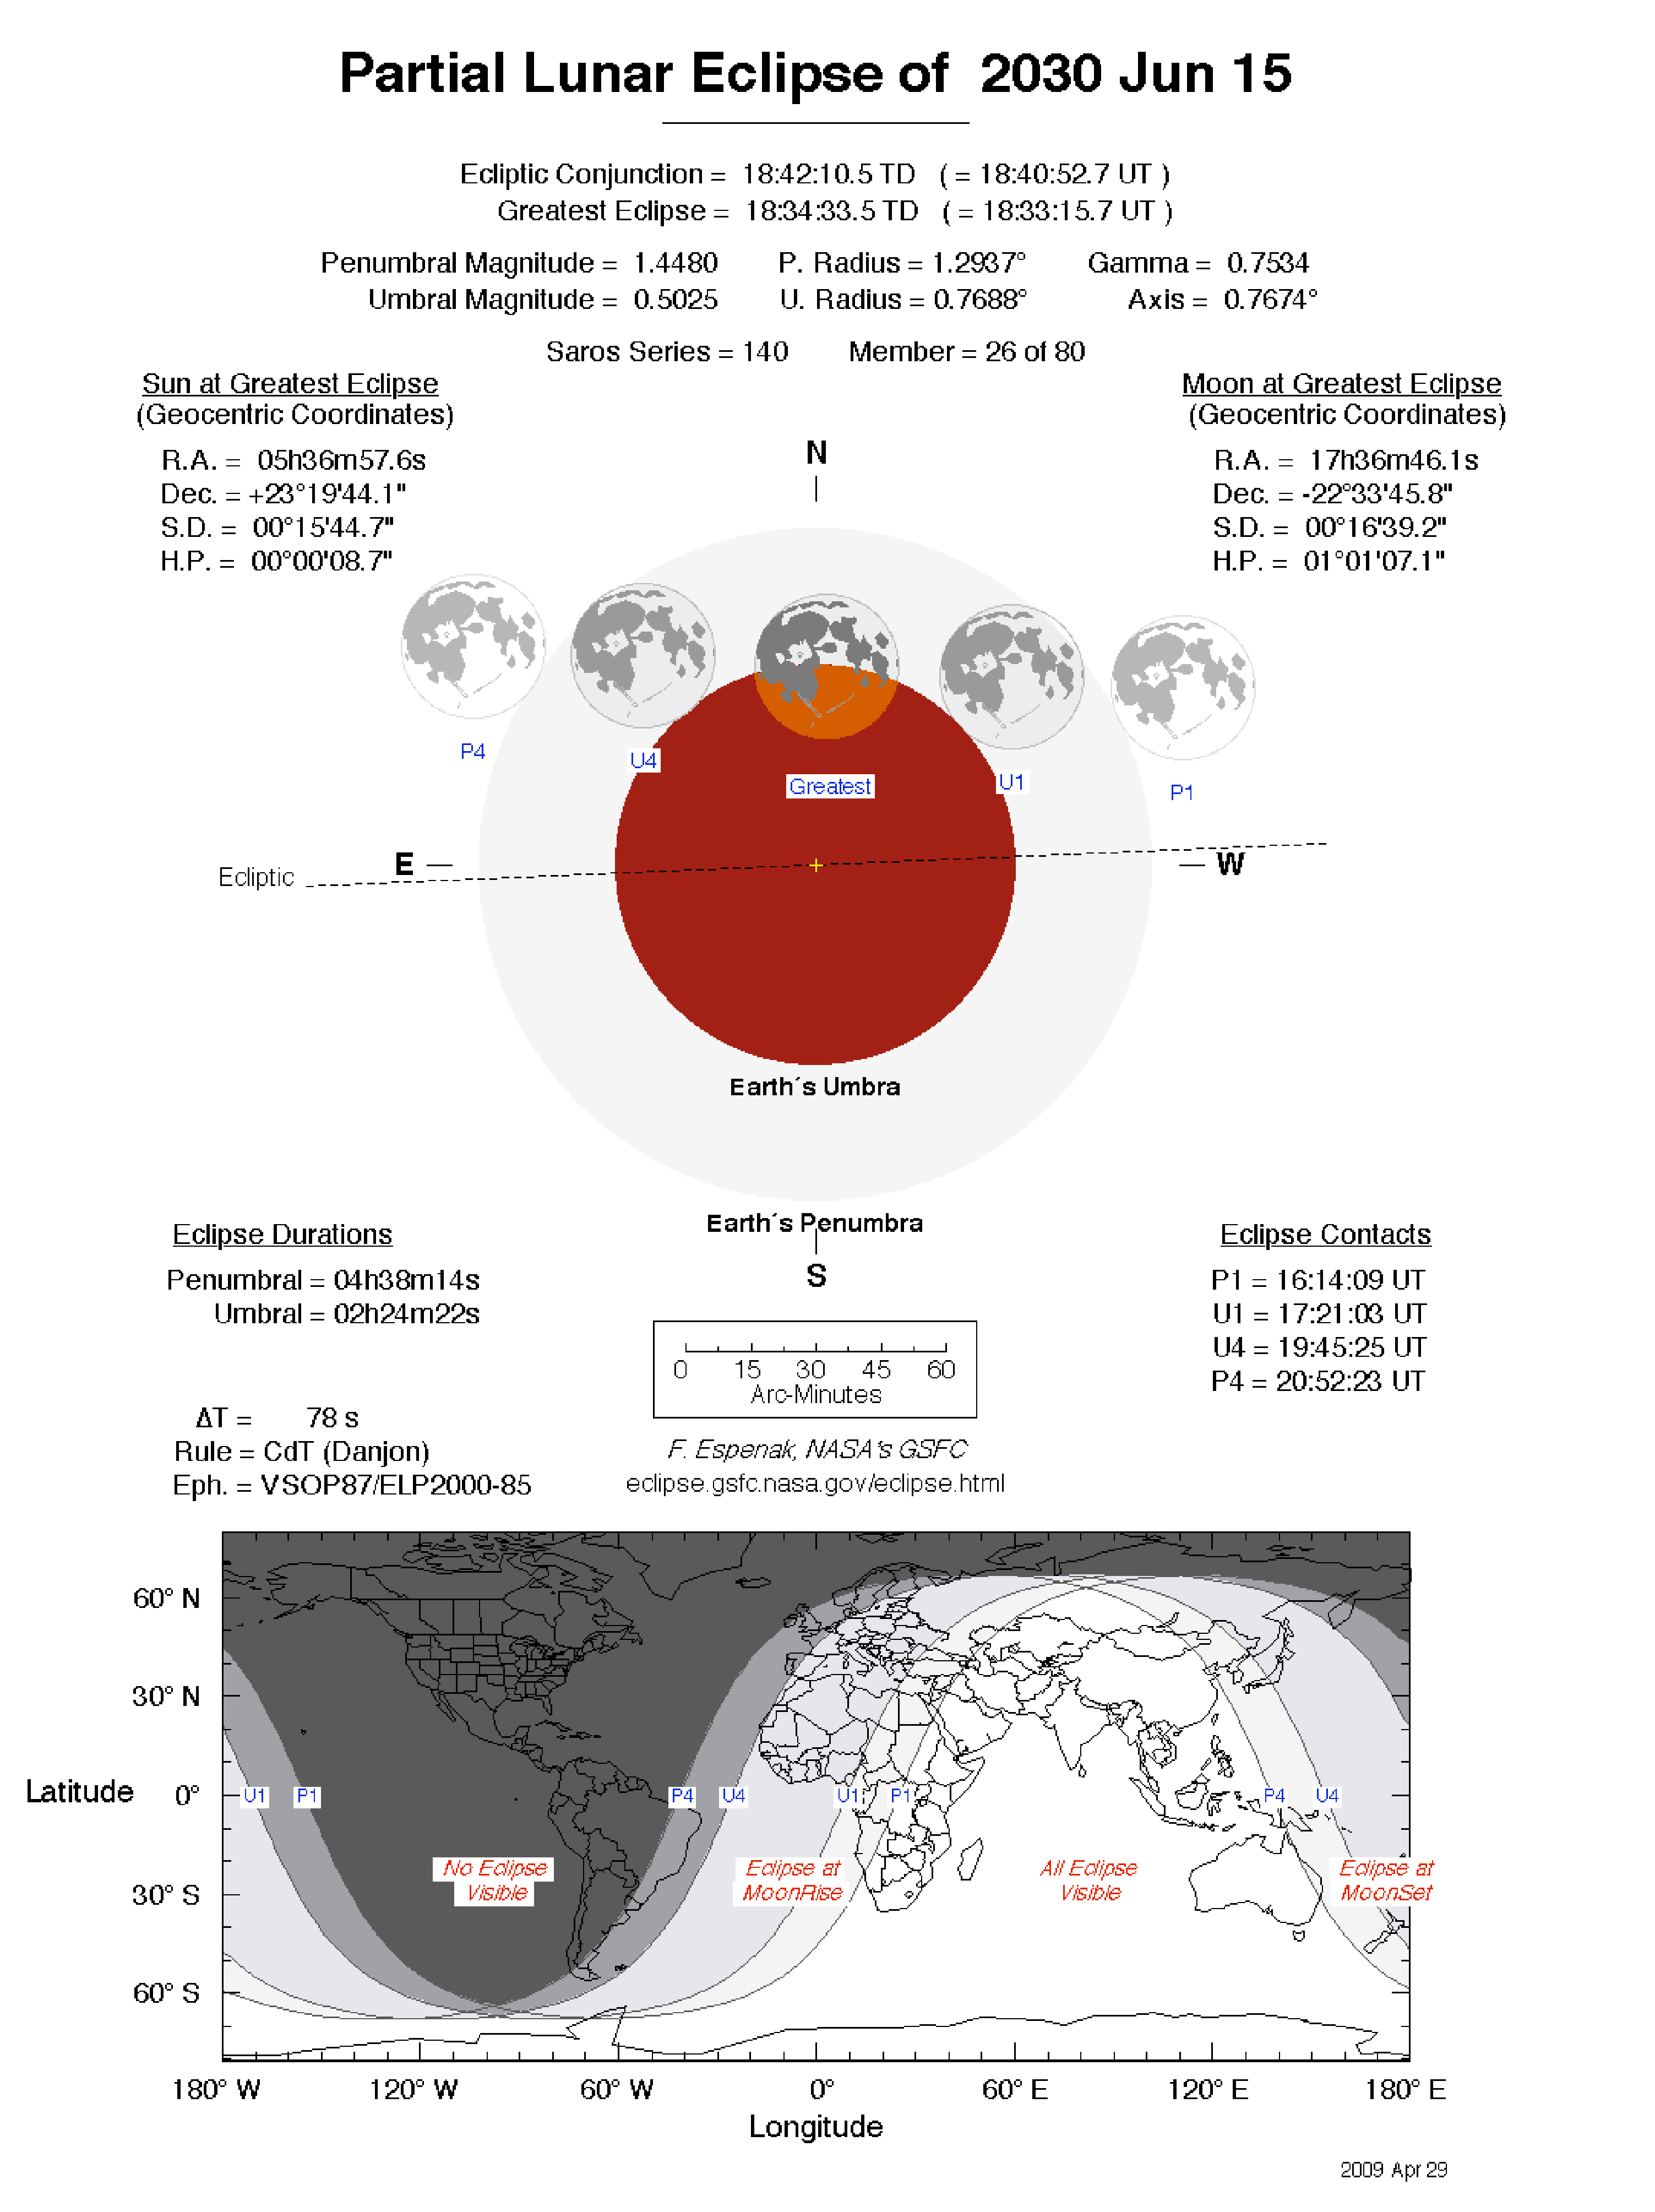 Partial Lunar Eclipse of 2030 Jun 15
Ecliptic Conjunction = 18:42:10.5 TD ( = 18:40:52.7 UT )
Greatest Eclipse = 18:34:33.5 TD ( = 18:33:15.7 UT )
Penumbral Magnitude = 1.4480 P. Radius = 1.2937° Gamma = 0.7534
Umbral Magnitude = 0.5025 U. Radius = 0.7688° Axis = 0.7674°
Saros Series = 140 Member = 26 of 80
Sun at Greatest Eclipse
(Geocentric Coordinates)
R.A. = 05h36m57.6s
Dec. = +23°19'44.1"
S.D. = 00°15'44.7"
H.P. = 00°00'08.7"
Moon at Greatest Eclipse
(Geocentric Coordinates)
R.A. = 17h36m46.1s
Dec. = -22°33'45.8"
S.D. = 00°16'39.2"
H.P. = 01°01'07.1"
N
P4
U4
Greatest
U1
P1
E
W
Ecliptic
Earth's Umbra
Earth's Penumbra
S
Eclipse Durations
Penumbral = 04h38m14s
Umbral = 02h24m22s
Eclipse Contacts
P1 = 16:14:09 UT
U1 = 17:21:03 UT
U4 = 19:45:25 UT
P4 = 20:52:23 UT
0 15 30 45 60
Arc-Minutes
ΔT = 78 s
Rule = CdT (Danjon)
Eph. = VSOP87/ELP2000-85
F. Espenak, NASA's GSFC
eclipse.gsfc.nasa.gov/eclipse.html
60° N
30° N
Latitude 0°
30° S
60° S
U1 P1 P4 U4 U1 P1 P4 U4
No Eclipse
Visible
Eclipse at
MoonRise
All Eclipse
Visible
Eclipse at
MoonSet
180° W 120° W 60° W 0° 60° E 120° E 180° E
Longitude
2009 Apr 29